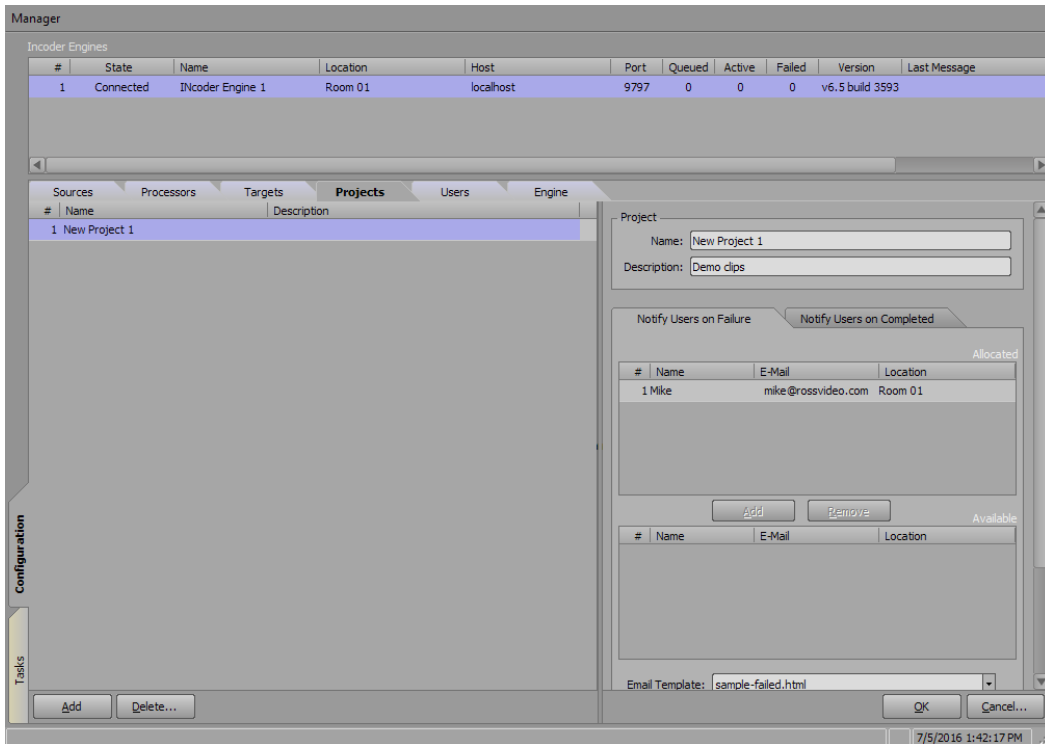 Manager
Incoder Engines
# State Name Location Host Port Queued Active Failed Version Last Message
1 Connected INcoder Engine 1 Room 01 localhost 9797 0 0 0 v6.5 build 3593
Sources Processors Targets Projects Users Engine
# Name Description
1 New Project 1
Project
Name: New Project 1
Description: Demo clips
Notify Users on Failure Notify Users on Completed
Allocated
# Name E-Mail Location
1 Mike mike@rossvideo.com Room 01
Add Remove
Available
# Name E-Mail Location
Email Template: sample-failed.html
Configuration
Tasks
Add Delete... OK Cancel...
7/5/2016 1:42:17 PM